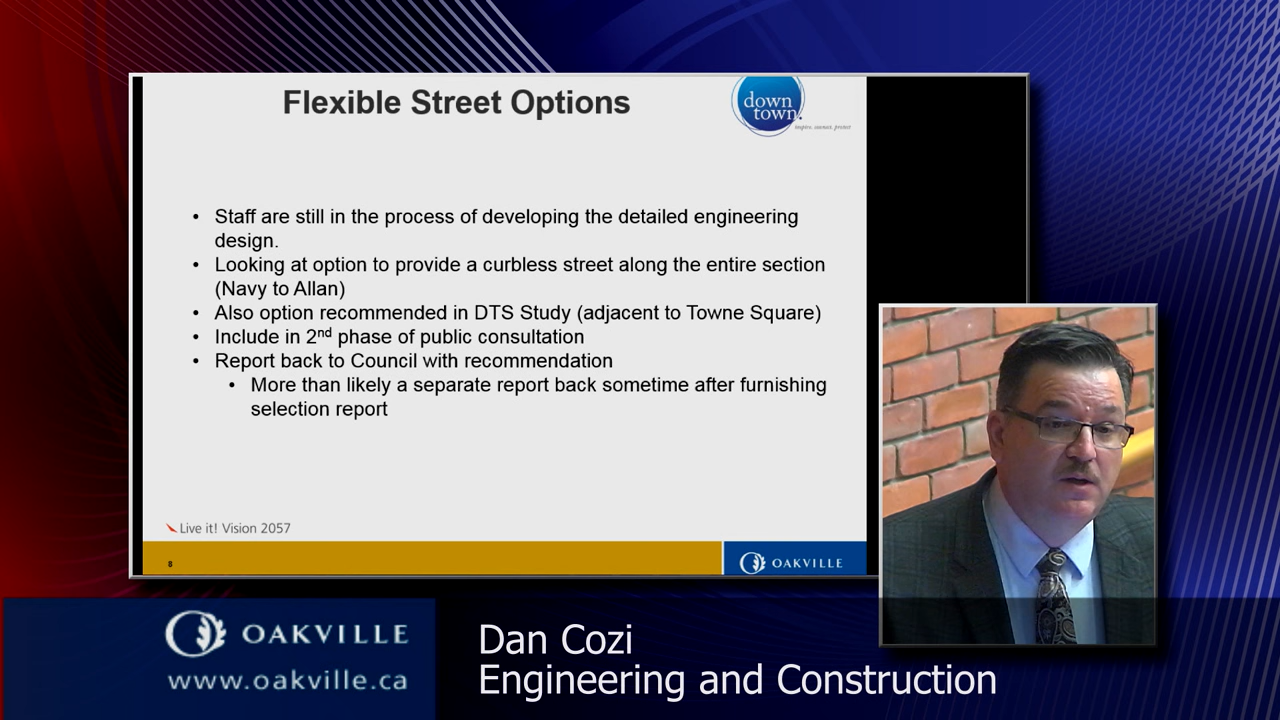 Flexible Street Options
down
town.
inspire. connect. protect
• Staff are still in the process of developing the detailed engineering
design.
• Looking at option to provide a curbless street along the entire section
(Navy to Allan)
• Also option recommended in DTS Study (adjacent to Towne Square)
• Include in 2nd phase of public consultation
• Report back to Council with recommendation
• More than likely a separate report back sometime after furnishing
selection report
Live it! Vision 2057
8
OAKVILLE
OAKVILLE
www.oakville.ca
Dan Cozi
Engineering and Construction